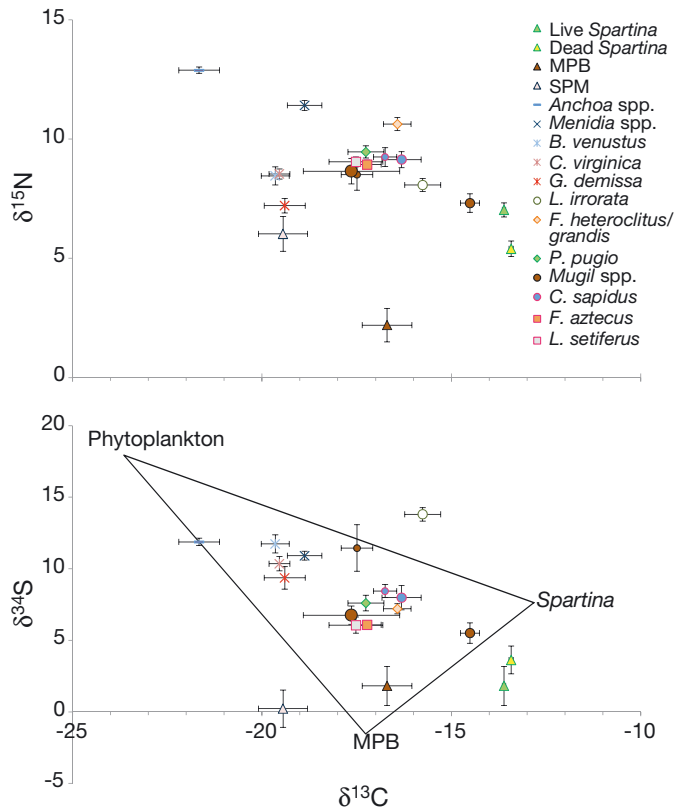 15
10
5
0
δ15N
Live Spartina
Dead Spartina
MPB
SPM
Anchoa spp.
Menidia spp.
B. venustus
C. virginica
G. demissa
L. irrorata
F. heteroclitus/
grandis
P. pugio
Mugil spp.
C. sapidus
F. aztecus
L. setiferus
20
15
10
5
0
-5
δ34S
Phytoplankton
Spartina
MPB
-25 -20 -15 -10
δ13C